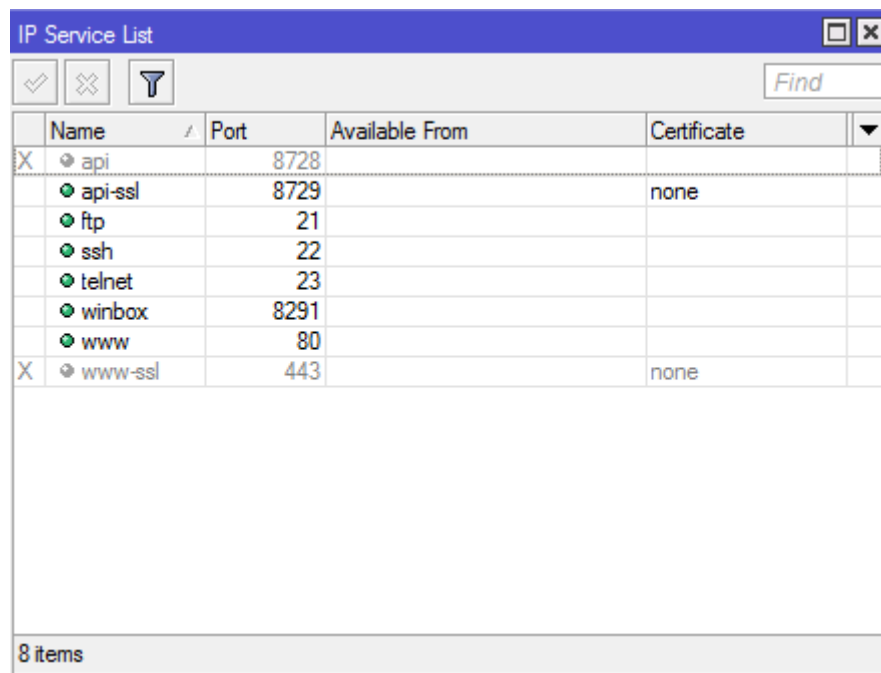 IP Service List
Find
Name Port Available From Certificate
X api 8728
api-ssl 8729 none
ftp 21
ssh 22
telnet 23
winbox 8291
www 80
X www-ssl 443 none
8 items